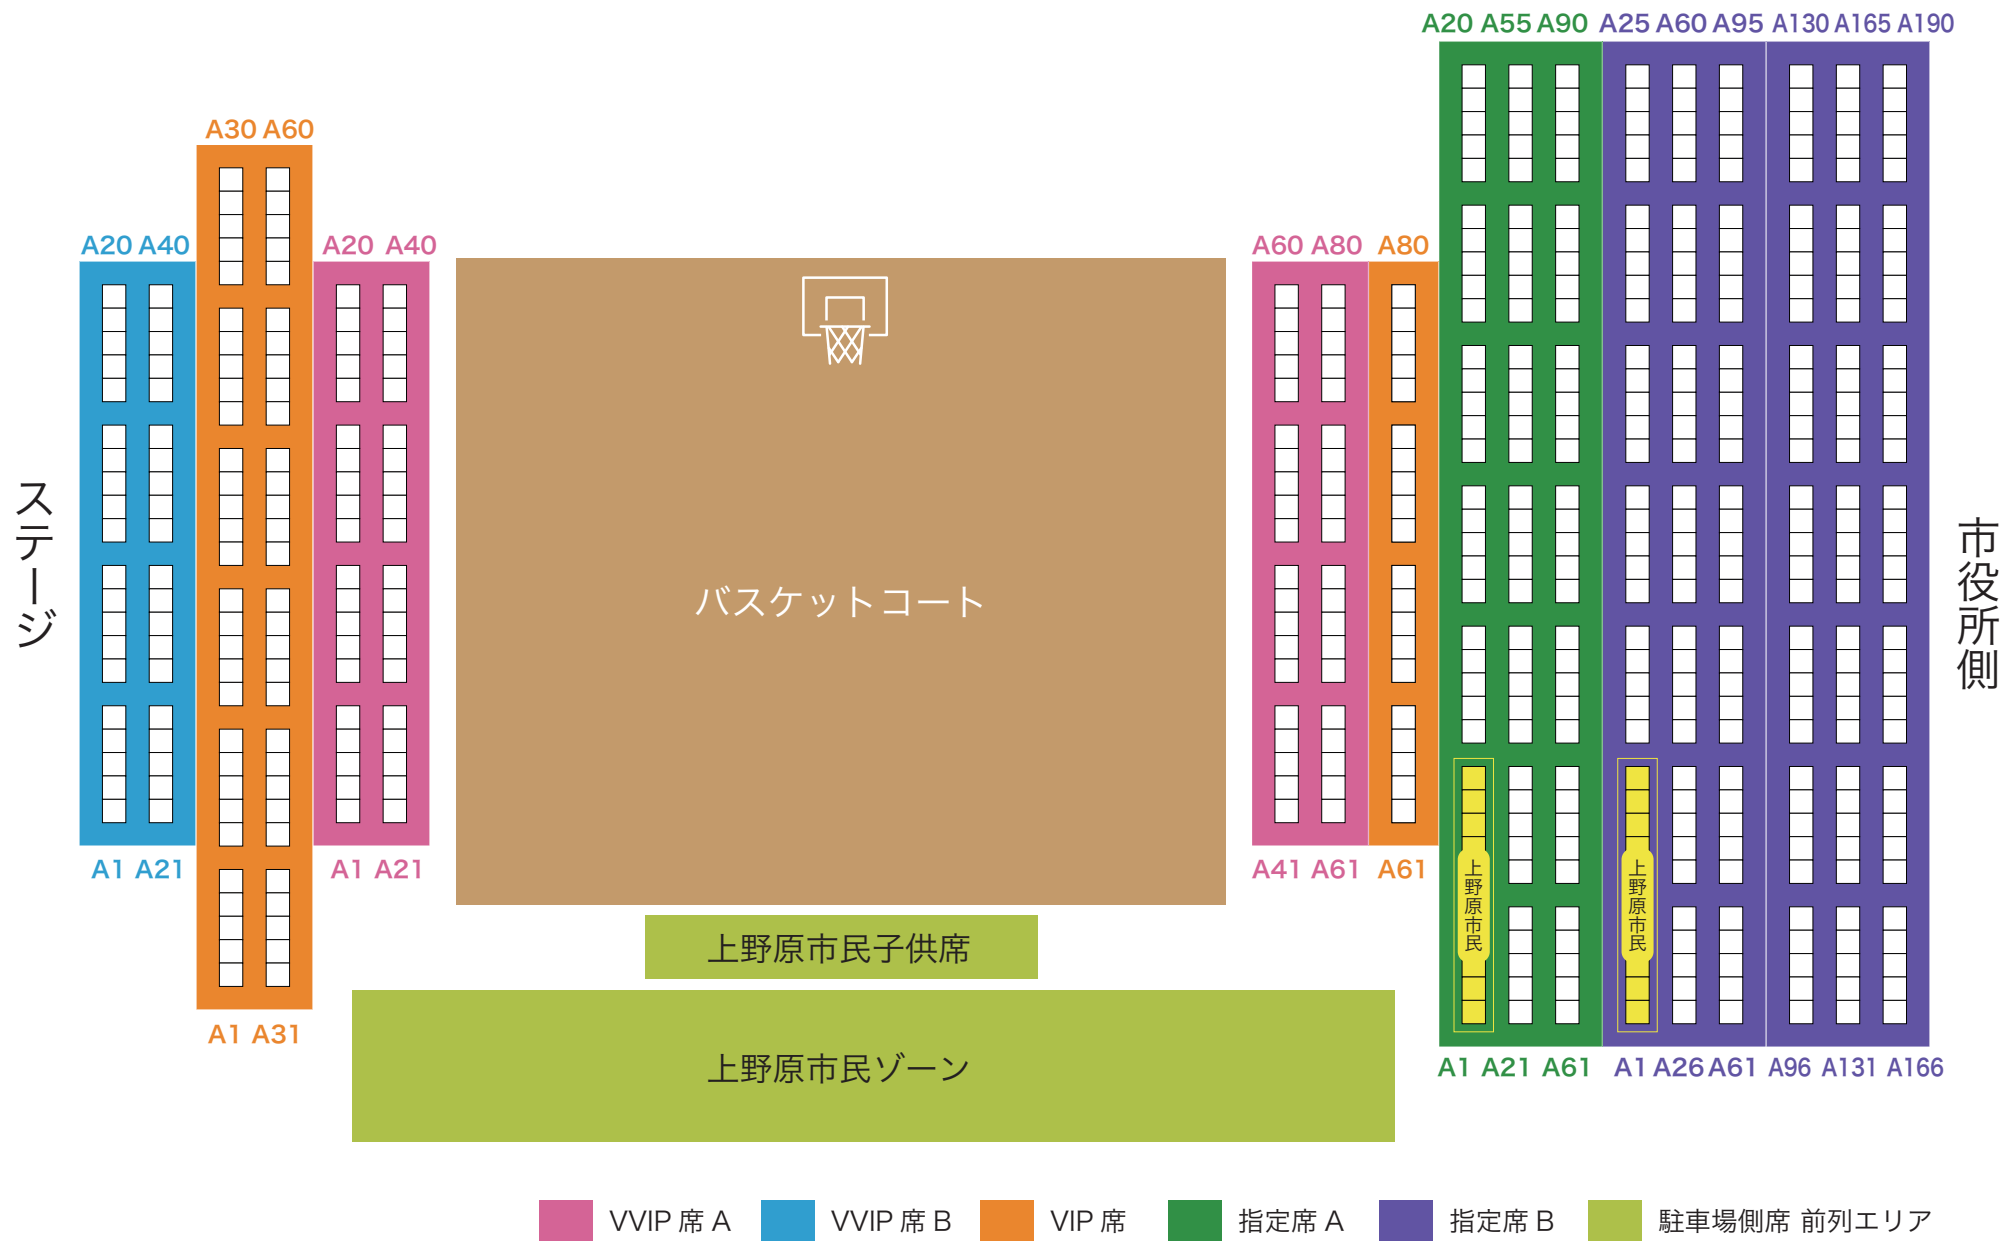 A20 A55 A90 A25 A60 A95 A130 A165 A190
A30 A60
A20 A40
A20 A40
A60 A80
A80
ステージ
バスケットコート
市役所側
上野原市民
上野原市民
A1 A21
A1 A21
A41 A61
A61
上野原市民子供席
A1 A31
上野原市民ゾーン
A1 A21 A61 A1 A26 A61 A96 A131 A166
VVIP 席 A
VVIP 席 B
VIP 席
指定席 A
指定席 B
駐車場側席 前列エリア